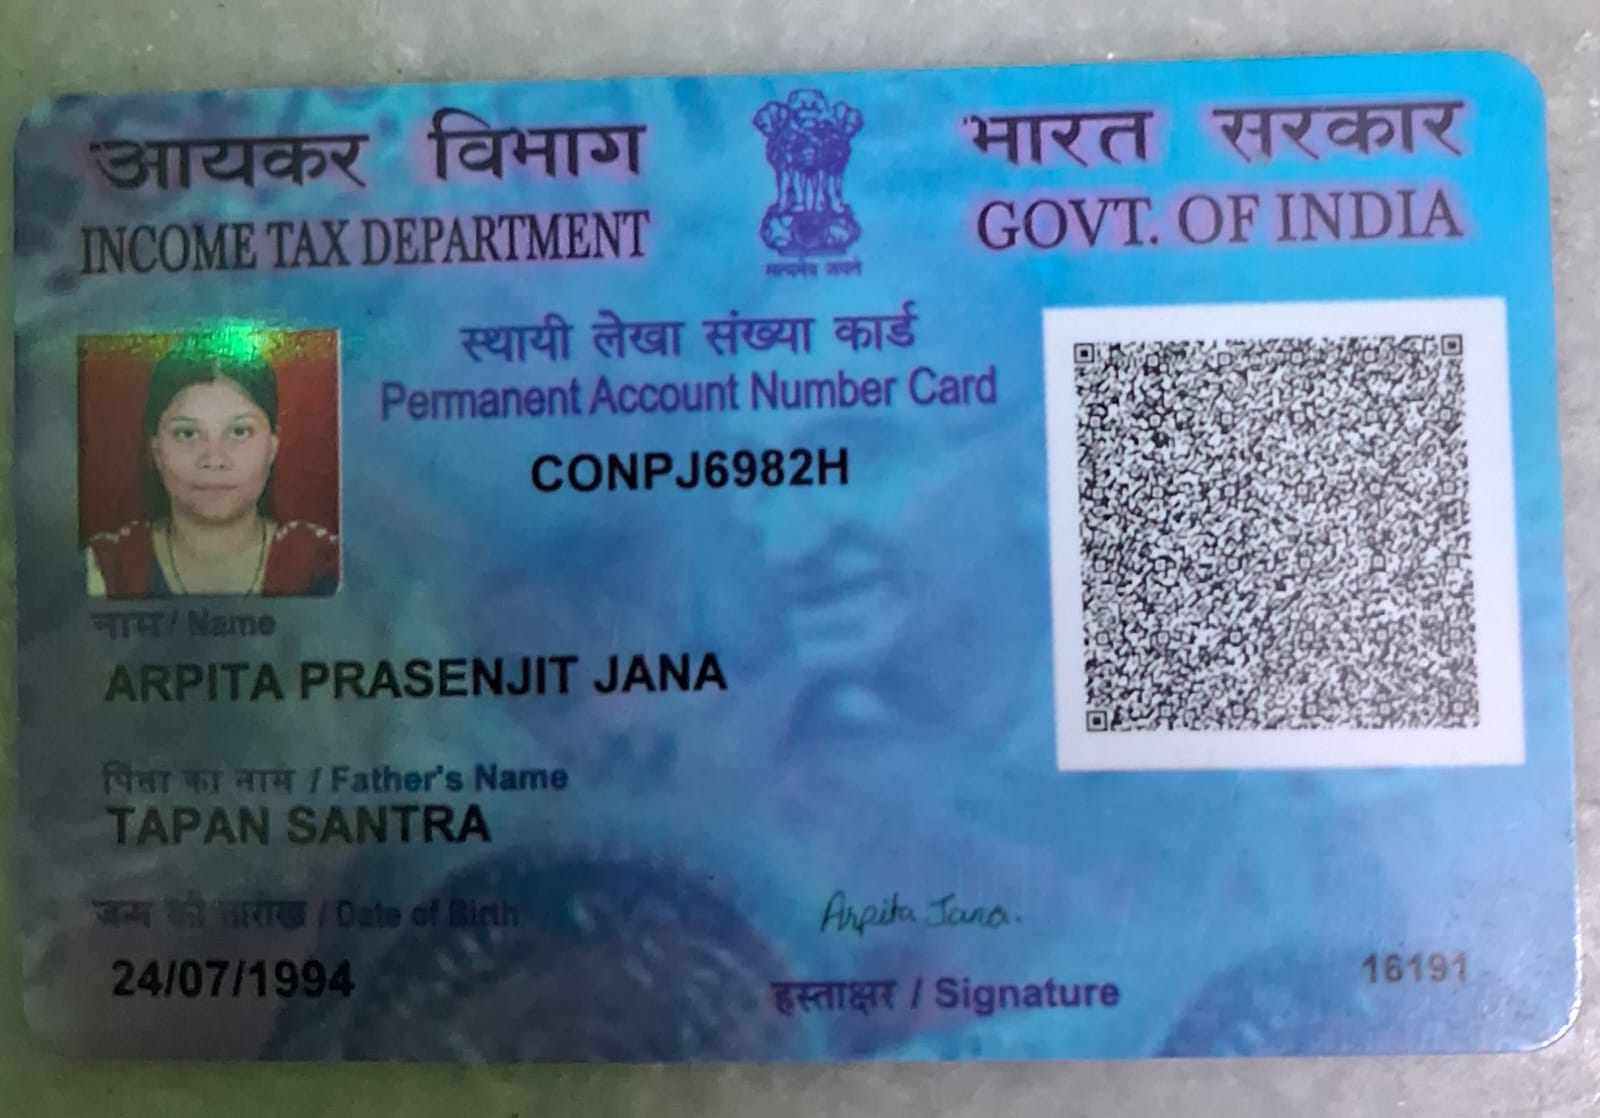 आयकर विभाग
INCOME TAX DEPARTMENT
सत्यमेव जयते
भारत सरकार
GOVT. OF INDIA
स्थायी लेखा संख्या कार्ड
Permanent Account Number Card
CONPJ6982H
नाम / Name
ARPITA PRASENJIT JANA
पिता का नाम / Father's Name
TAPAN SANTRA
जन्म की तारीख / Date of Birth
24/07/1994
Arpita Jana.
हस्ताक्षर / Signature
16191